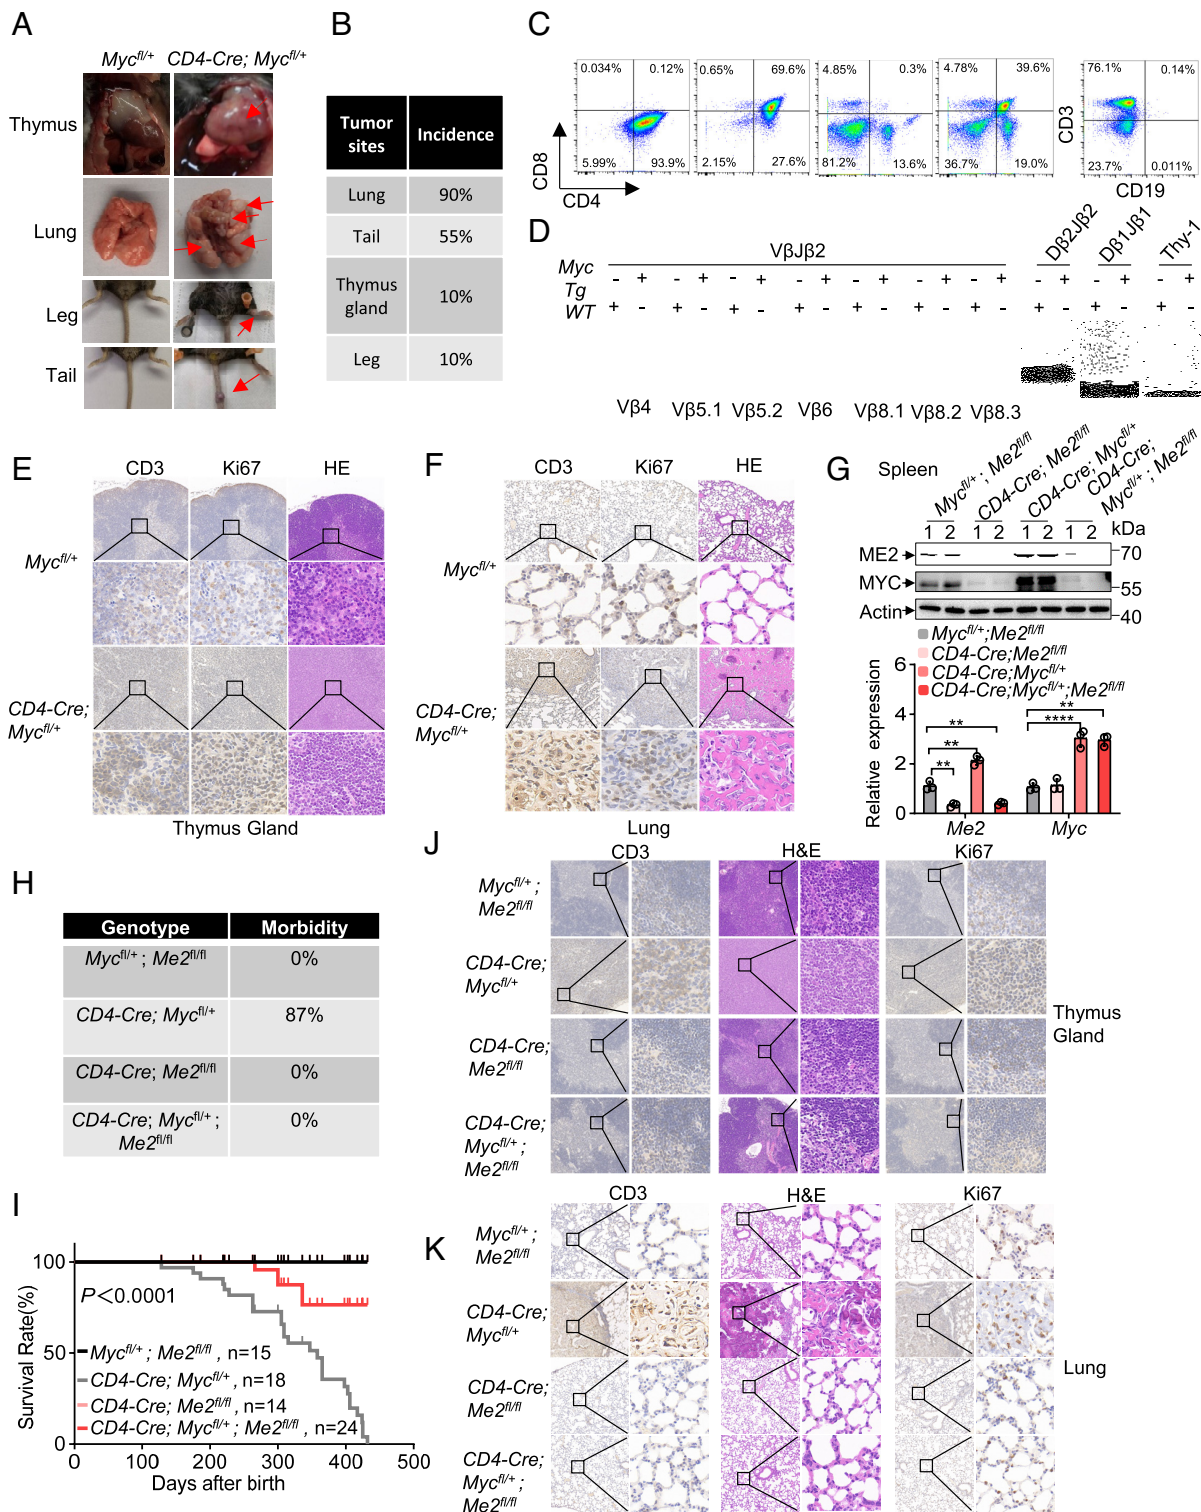 A
Myc^fl/+ CD4-Cre; Myc^fl/+
Thymus
Lung
Leg
Tail
B
Tumor sites Incidence
Lung 90%
Tail 55%
Thymus gland 10%
Leg 10%
C
0.034% 0.12% 0.65% 69.6% 4.85% 0.3% 4.78% 39.6% 76.1% 0.14%
5.99% 93.9% 2.15% 27.6% 81.2% 13.6% 36.7% 19.0% 23.7% 0.011%
CD8
CD4
CD3
CD19
D
VβJβ2 Dβ2Jβ2 Dβ1Jβ1 Thy-1
Myc Tg - + - + - + - + - + - + - + - + - + - +
WT + - + - + - + - + - + - + - + - + - + -
Vβ4 Vβ5.1 Vβ5.2 Vβ6 Vβ8.1 Vβ8.2 Vβ8.3
E
CD3 Ki67 HE
Myc^fl/+
CD4-Cre;
Myc^fl/+
Thymus Gland
F
CD3 Ki67 HE
Myc^fl/+
CD4-Cre;
Myc^fl/+
Lung
G
Spleen
Myc^fl/+; Me2^fl/fl
CD4-Cre; Me2^fl/fl
CD4-Cre; Myc^fl/+
CD4-Cre;
Myc^fl/+; Me2^fl/fl
1 2 1 2 1 2 1 2 kDa
ME2 70
MYC 55
Actin 40
Myc^fl/+;Me2^fl/fl
CD4-Cre;Me2^fl/fl
CD4-Cre;Myc^fl/+
CD4-Cre;Myc^fl/+;Me2^fl/fl
Relative expression
6
4
2
0
** ** ** ** ****
Me2 Myc
H
Genotype Morbidity
Myc^fl/+; Me2^fl/fl 0%
CD4-Cre; Myc^fl/+ 87%
CD4-Cre; Me2^fl/fl 0%
CD4-Cre; Myc^fl/+; Me2^fl/fl 0%
I
Survival Rate(%)
100
50
0
P<0.0001
Myc^fl/+; Me2^fl/fl, n=15
CD4-Cre; Myc^fl/+, n=18
CD4-Cre; Me2^fl/fl, n=14
CD4-Cre; Myc^fl/+; Me2^fl/fl, n=24
0 100 200 300 400 500
Days after birth
J
CD3 H&E Ki67
Myc^fl/+;
Me2^fl/fl
CD4-Cre;
Myc^fl/+
CD4-Cre;
Me2^fl/fl
CD4-Cre;
Myc^fl/+;
Me2^fl/fl
Thymus
Gland
K
CD3 H&E Ki67
Myc^fl/+;
Me2^fl/fl
CD4-Cre;
Myc^fl/+
CD4-Cre;
Me2^fl/fl
CD4-Cre;
Myc^fl/+;
Me2^fl/fl
Lung